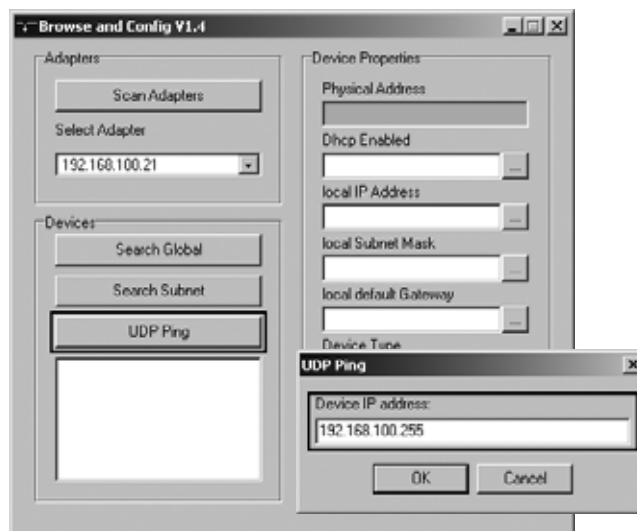 Browse and Config V1.4
Adapters
Scan Adapters
Select Adapter
192.168.100.21
Devices
Search Global
Search Subnet
UDP Ping
Device Properties
Physical Address
Dhcp Enabled
...
local IP Address
...
local Subnet Mask
...
local default Gateway
...
Device Type
UDP Ping
Device IP address:
192.168.100.255
OK
Cancel